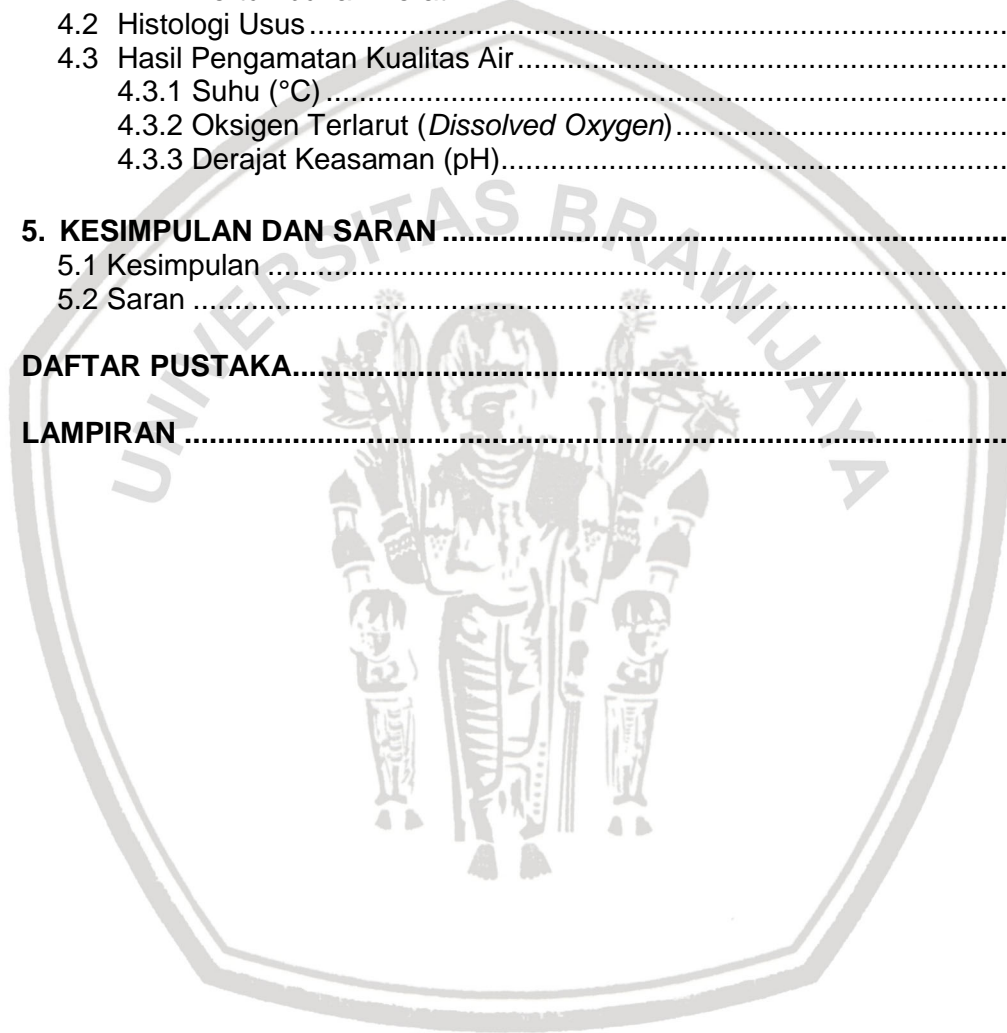 4.2 Histologi Usus ........................................................................................
4.3 Hasil Pengamatan Kualitas Air ...............................................................
4.3.1 Suhu (°C) ......................................................................................
4.3.2 Oksigen Terlarut (Dissolved Oxygen) ............................................
4.3.3 Derajat Keasaman (pH) .................................................................
5. KESIMPULAN DAN SARAN .......................................................................
5.1 Kesimpulan ............................................................................................
5.2 Saran .....................................................................................................
DAFTAR PUSTAKA .........................................................................................
LAMPIRAN ......................................................................................................
UNIVERSITAS BRAWIJAYA